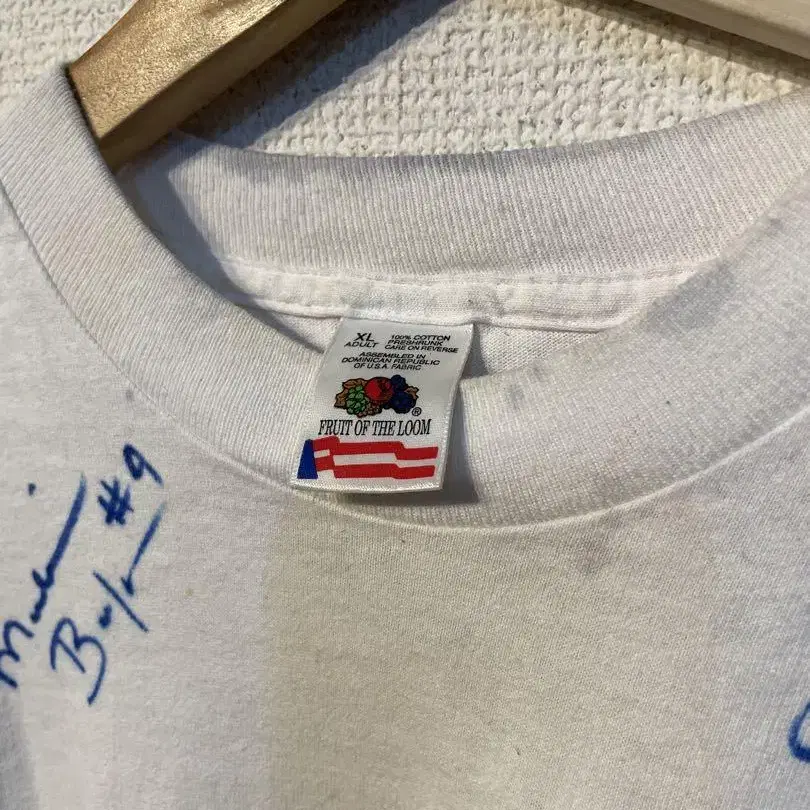 XL
ADULT
100% COTTON
PRESHRUNK
CARE ON REVERSE
ASSEMBLED IN
DOMINICAN REPUBLIC
OF U.S.A. FABRIC
®
FRUIT OF THE LOOM
#9